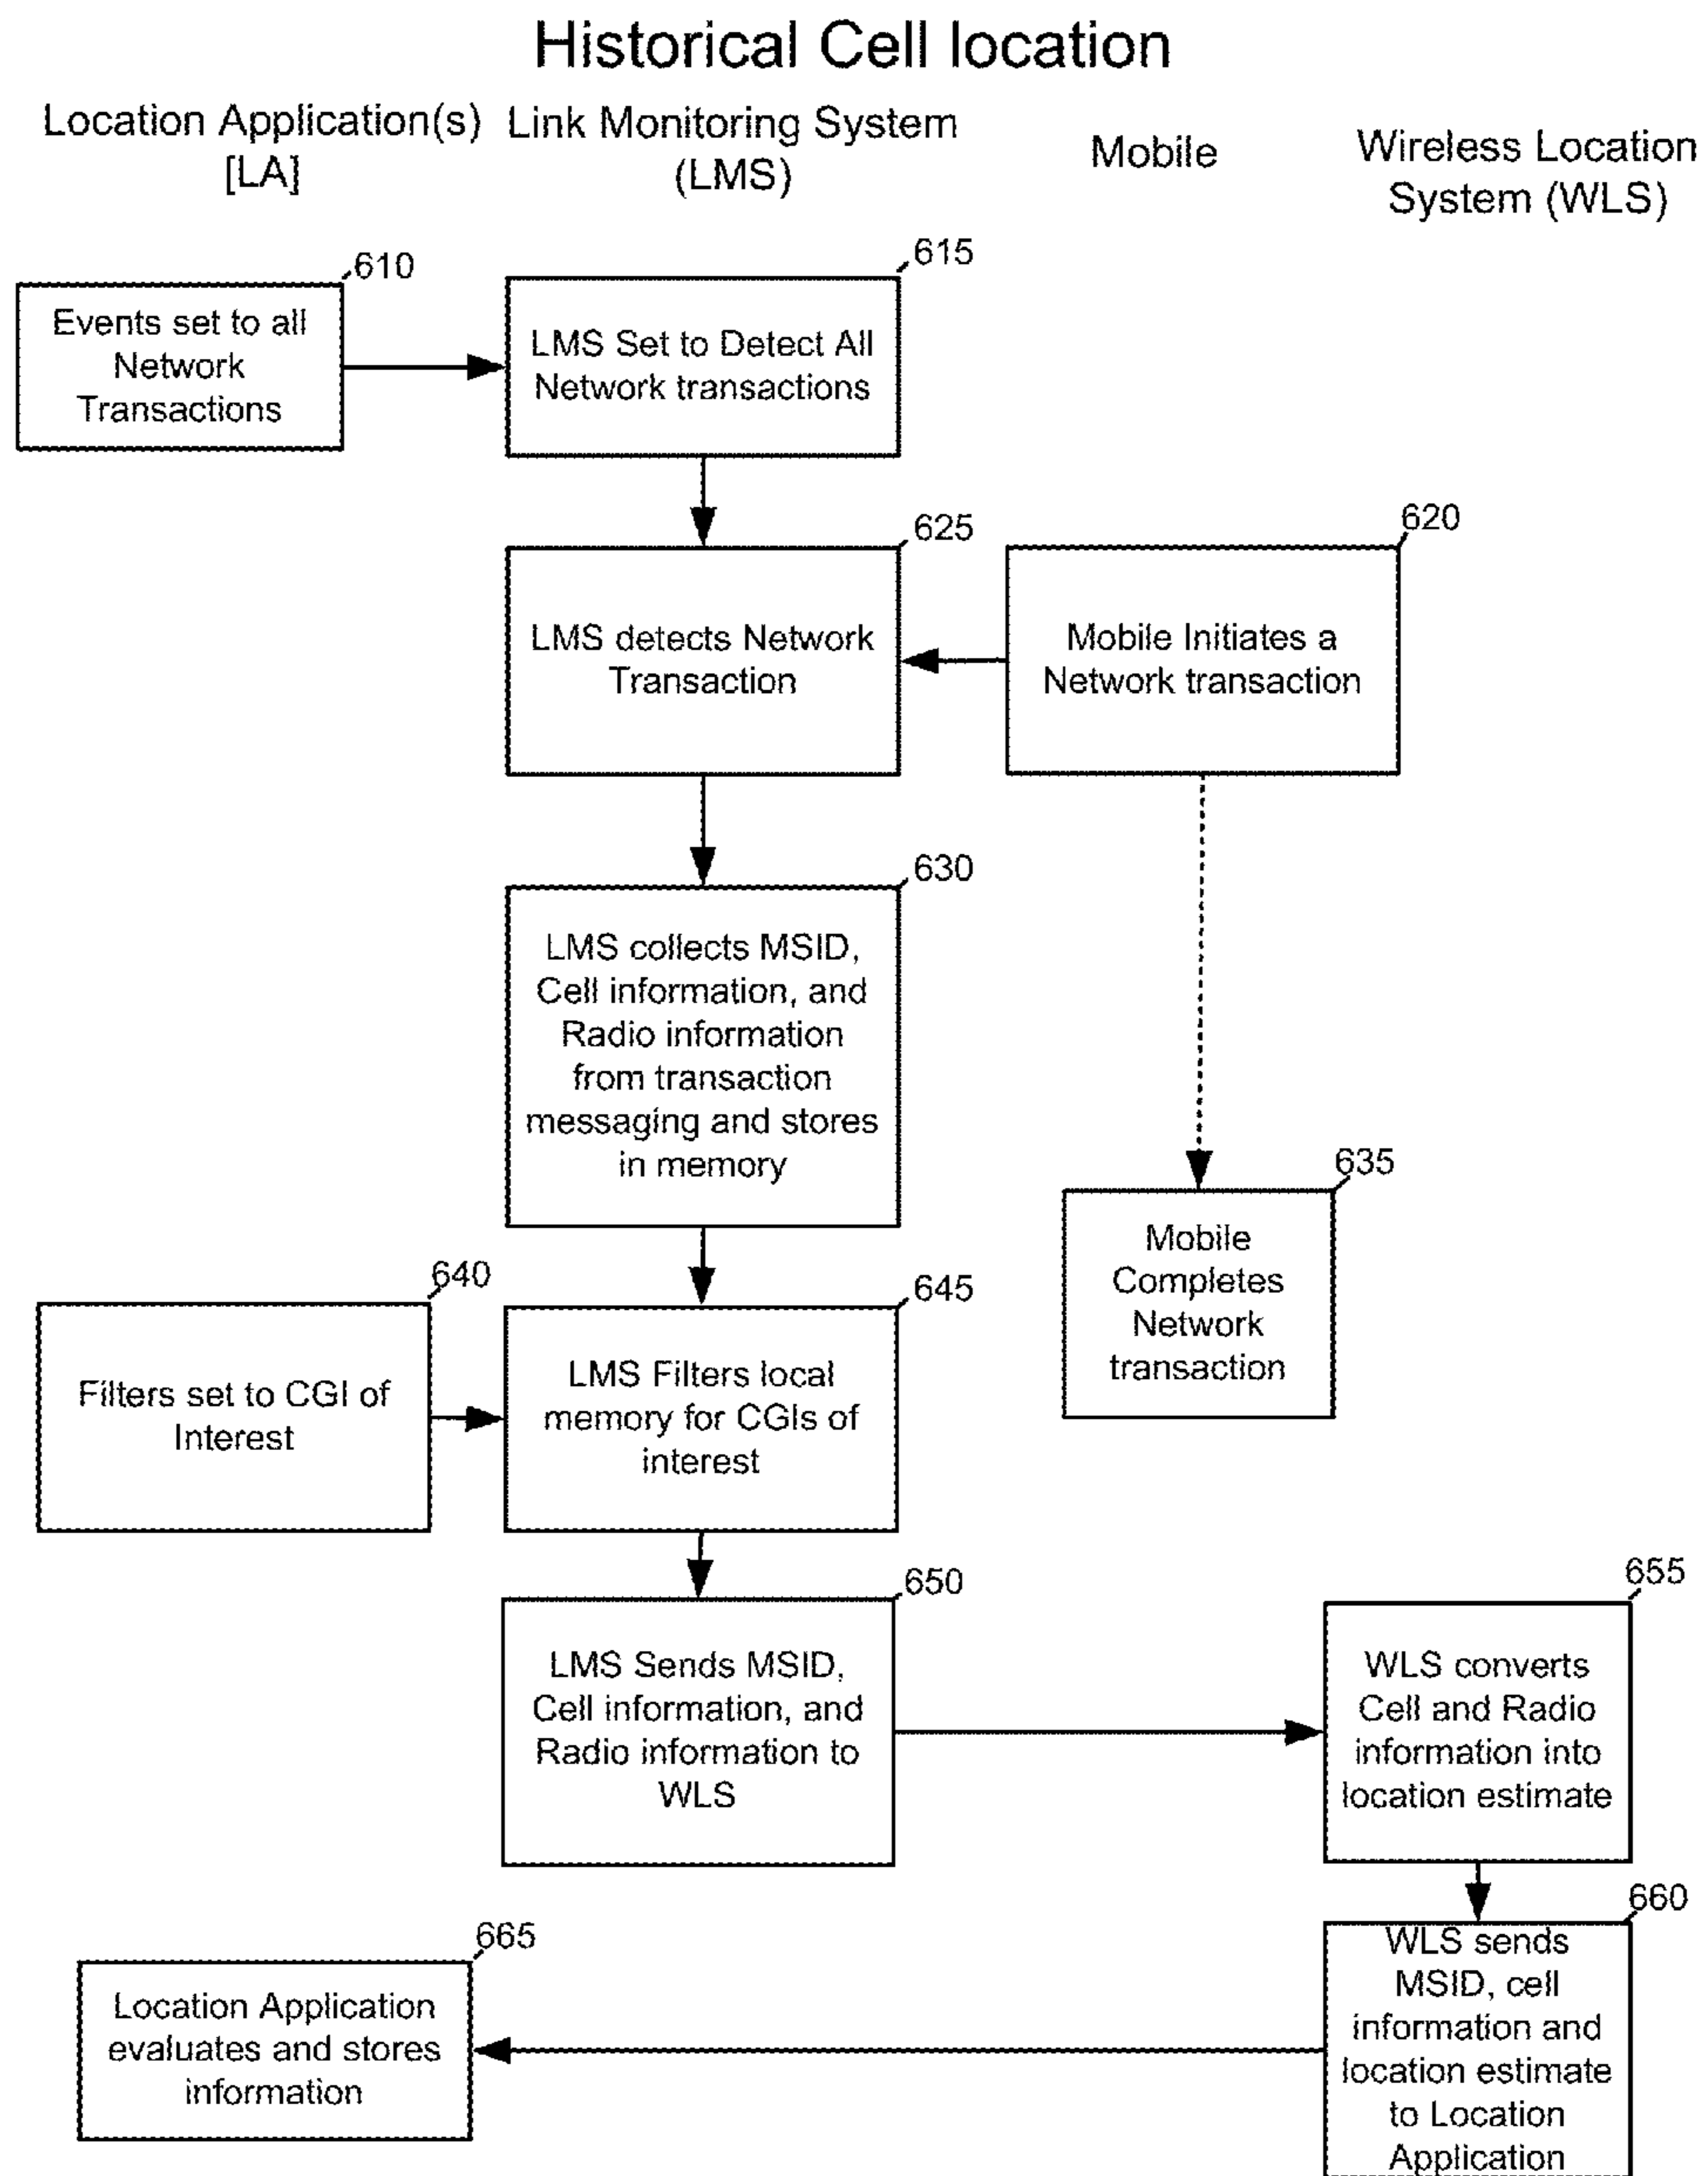 Historical Cell location
Location Application(s)
[LA]
Link Monitoring System
(LMS)
Mobile
Wireless Location
System (WLS)
610
Events set to all
Network
Transactions
615
LMS Set to Detect All
Network transactions
625
LMS detects Network
Transaction
620
Mobile Initiates a
Network transaction
630
LMS collects MSID,
Cell information, and
Radio information
from transaction
messaging and stores
in memory
635
Mobile
Completes
Network
transaction
640
Filters set to CGI of
Interest
645
LMS Filters local
memory for CGIs of
interest
650
LMS Sends MSID,
Cell information, and
Radio information to
WLS
655
WLS converts
Cell and Radio
information into
location estimate
660
WLS sends
MSID, cell
information and
location estimate
to Location
Application
665
Location Application
evaluates and stores
information